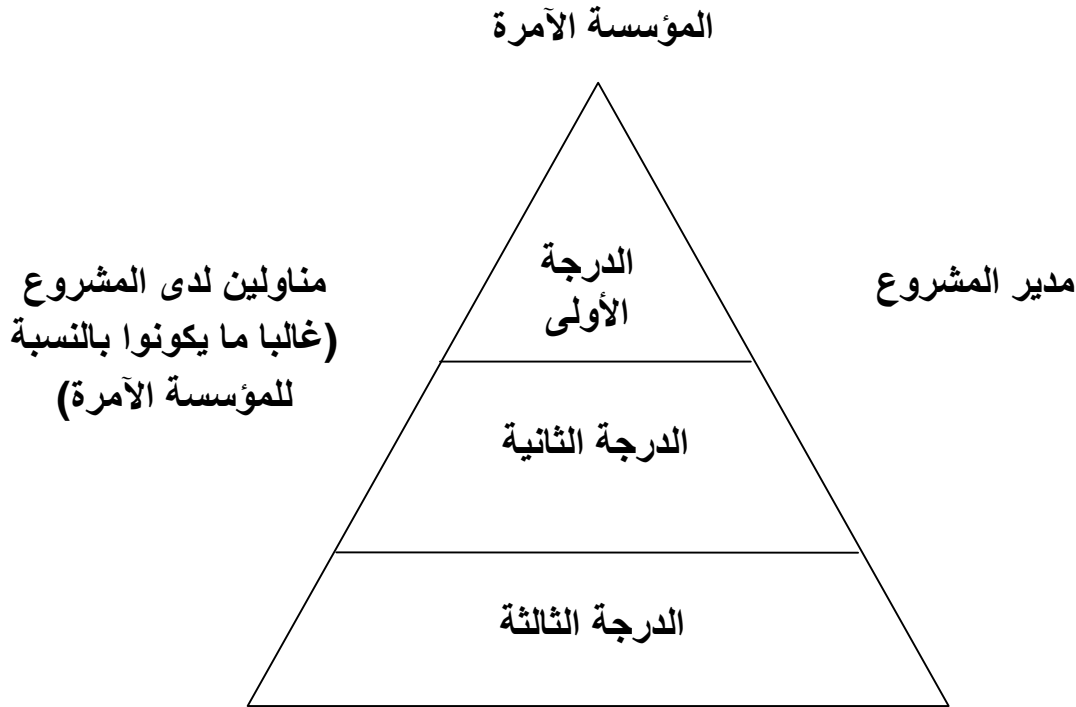 المؤسسة الآمرة
مدير المشروع
الدرجة
الأولى
مناولين لدى المشروع
(غالبا ما يكونوا بالنسبة
للمؤسسة الآمرة)
الدرجة الثانية
الدرجة الثالثة